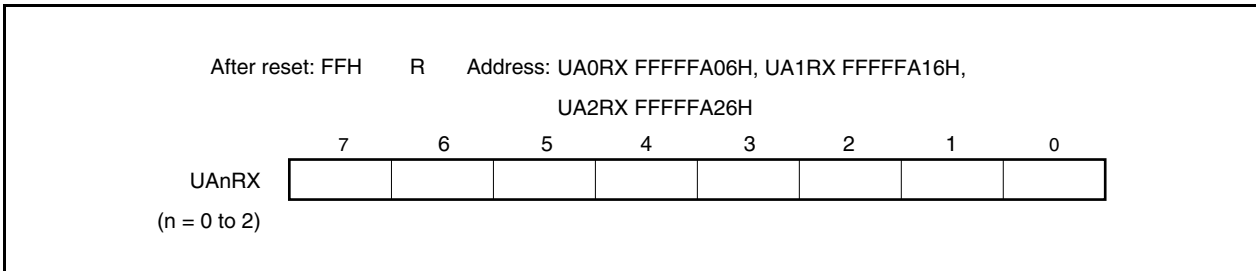 After reset: FFH R Address: UA0RX FFFFFA06H, UA1RX FFFFFA16H,
UA2RX FFFFFA26H
7 6 5 4 3 2 1 0
UAnRX
(n = 0 to 2)